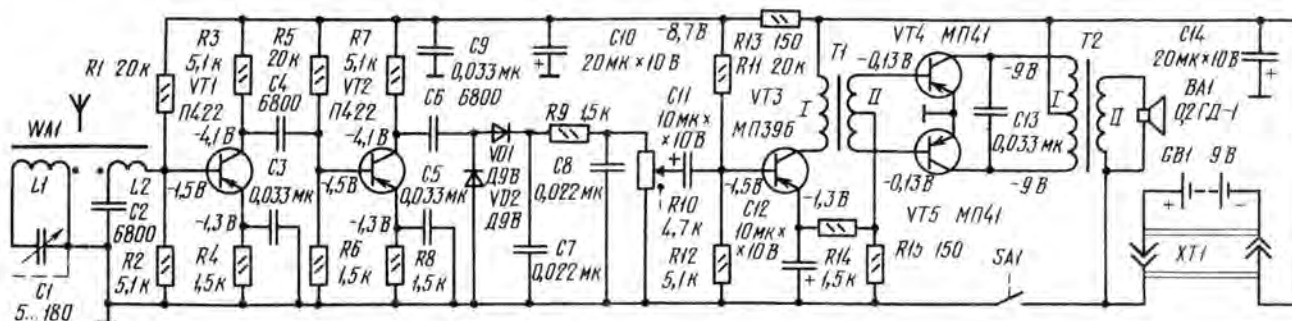 WA1
L1
C1
5...180
R1 20к
L2
C2
6800
R2
5,1к
-1,5В
R3
5,1к
VT1
П422
-4,1В
-1,3В
R4
1,5к
C3
0,033мк
R5
20к
C4
6800
-1,5В
R6
1,5к
R7
5,1к
VT2
П422
-4,1В
-1,3В
R8
1,5к
C5
0,033мк
C9
0,033мк
C6
6800
VD1
Д9В
VD2
Д9В
R9 1,5к
C7
0,022мк
C8
0,022мк
C10
20мк×10В
C11
10мк×
×10В
R10
4,7к
-8,7В
R13 150
R11 20к
VT3
МП39Б
-1,5В
-1,3В
R12
5,1к
C12
10мк×
×10В
R14
1,5к
R15 150
T1
I
II
VT4 МП41
-0,13В
-0,13В
VT5 МП41
-9В
-9В
C13
0,033мк
T2
I
II
C14
20мк×10В
BA1
0,2ГД-1
GB1 9В
+
−
XT1
SA1